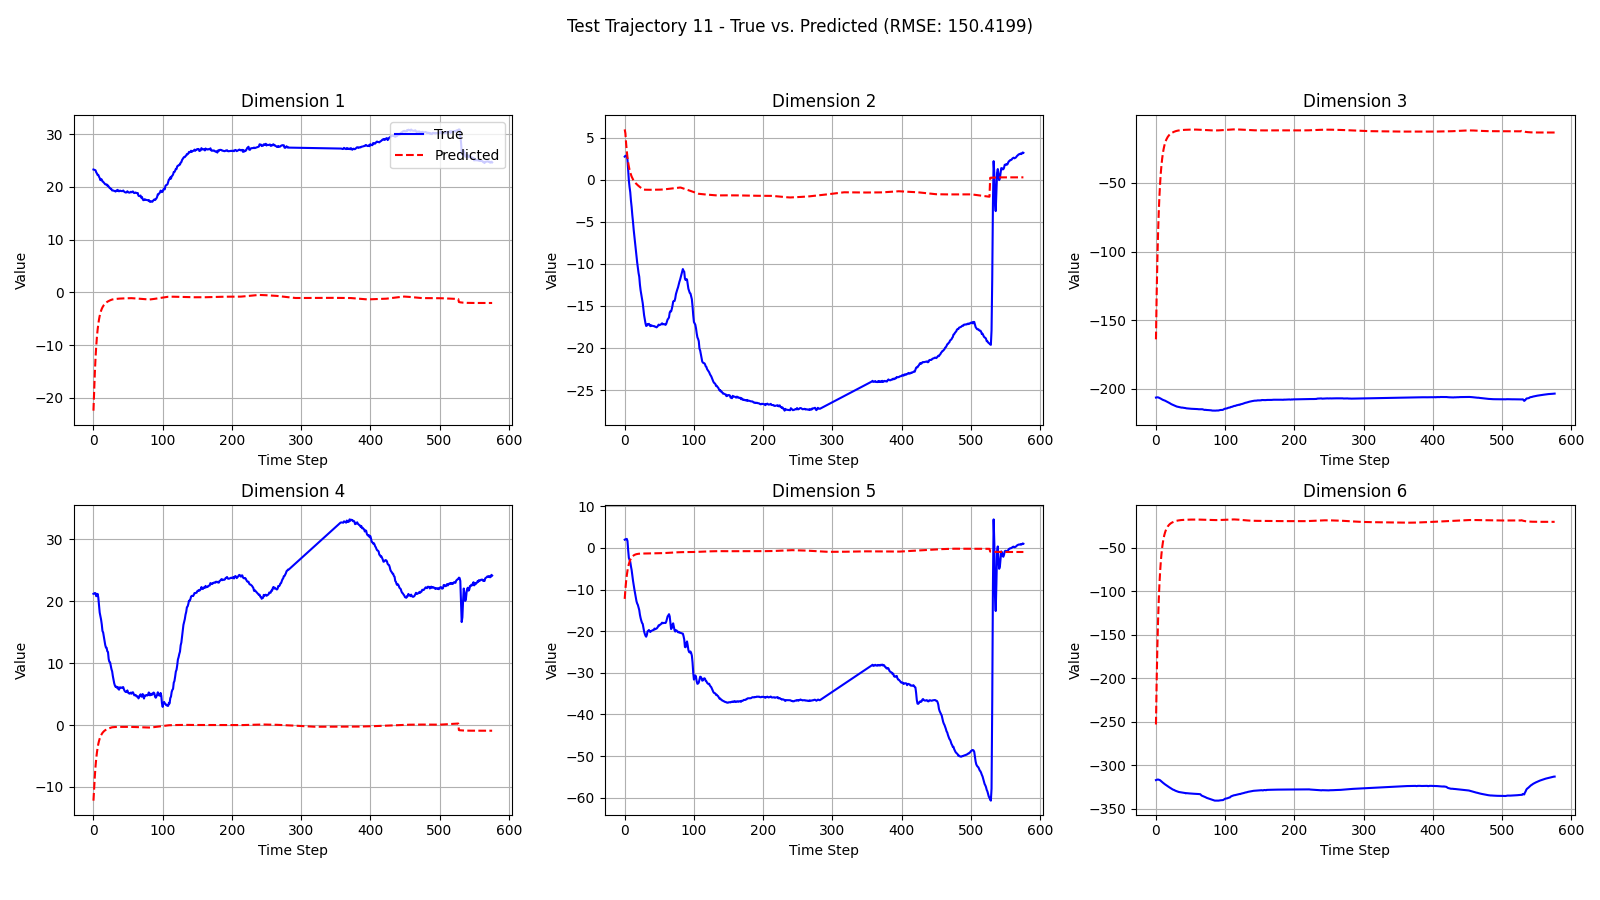 Test Trajectory 11 - True vs. Predicted (RMSE: 150.4199)
Dimension 1
Value
30
20
10
0
−10
−20
True
Predicted
0 100 200 300 400 500 600
Time Step
Dimension 2
Value
5
0
−5
−10
−15
−20
−25
0 100 200 300 400 500 600
Time Step
Dimension 3
Value
−50
−100
−150
−200
0 100 200 300 400 500 600
Time Step
Dimension 4
Value
30
20
10
0
−10
0 100 200 300 400 500 600
Time Step
Dimension 5
Value
10
0
−10
−20
−30
−40
−50
−60
0 100 200 300 400 500 600
Time Step
Dimension 6
Value
−50
−100
−150
−200
−250
−300
−350
0 100 200 300 400 500 600
Time Step